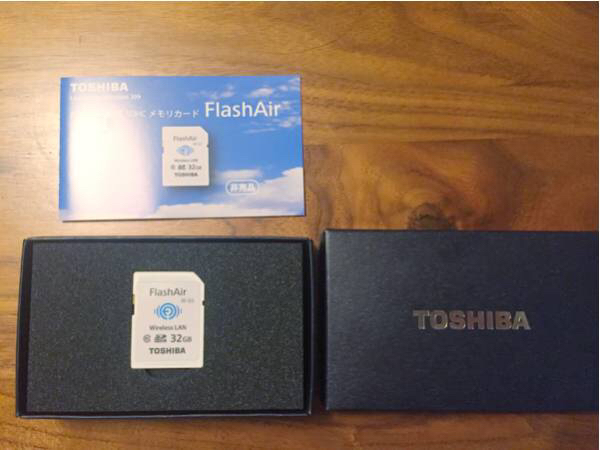 TOSHIBA
メモリカード FlashAir
FlashAir
Wireless LAN
32GB
TOSHIBA
非売品
FlashAir
W-03
Wireless LAN
32GB
TOSHIBA
TOSHIBA